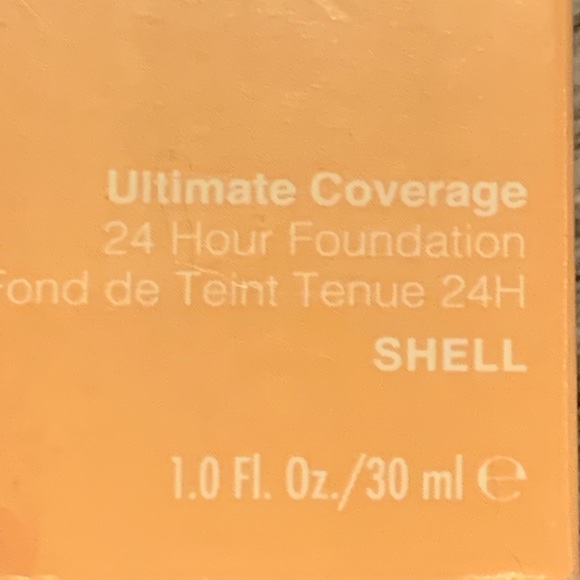 Ultimate Coverage
24 Hour Foundation
Fond de Teint Tenue 24H
SHELL
1.0 Fl. Oz./30 ml ℮